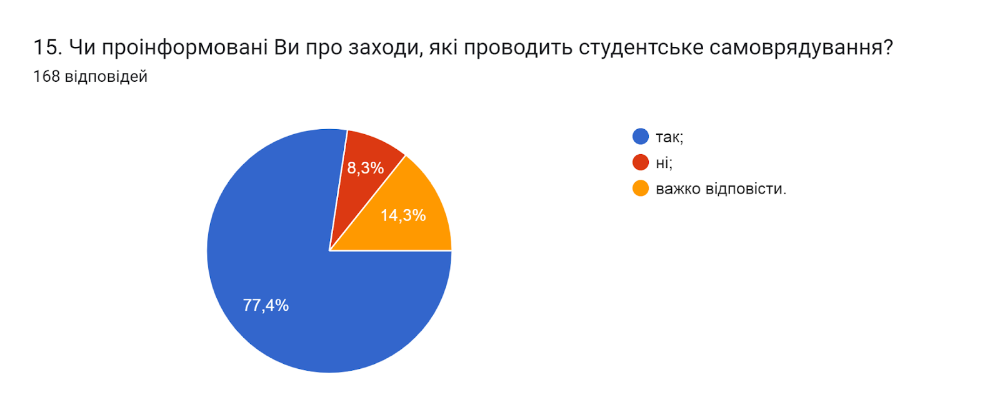 15. Чи проінформовані Ви про заходи, які проводить студентське самоврядування?
168 відповідей
так;
ні;
важко відповісти.
8,3%
14,3%
77,4%